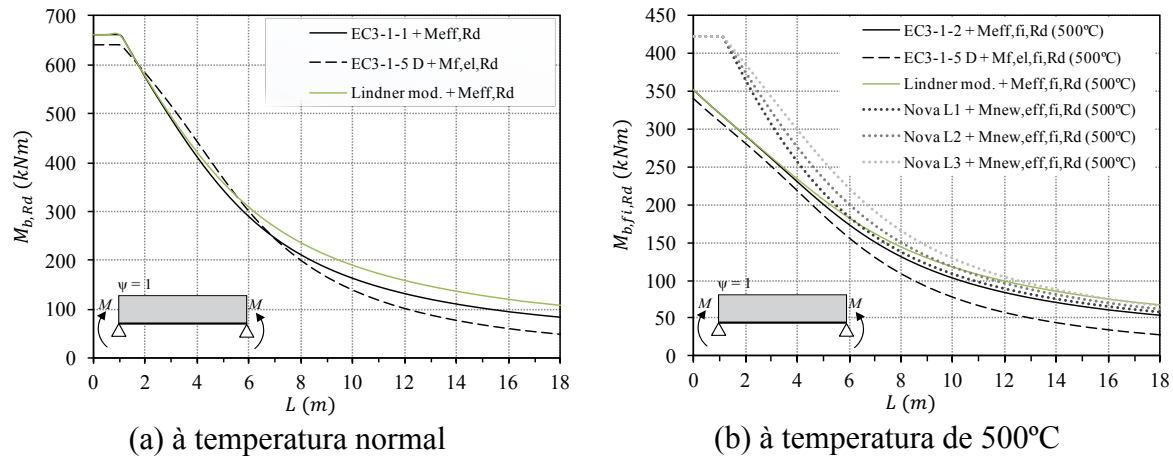 700
600
500
400
300
200
100
0
M_{b,Rd} (kNm)
EC3-1-1 + Meff,Rd
EC3-1-5 D + Mf,el,Rd
Lindner mod. + Meff,Rd
ψ = 1
M M
0 2 4 6 8 10 12 14 16 18
L (m)
(a) à temperatura normal
450
400
350
300
250
200
150
100
50
0
M_{b,fi,Rd} (kNm)
EC3-1-2 + Meff,fi,Rd (500ºC)
EC3-1-5 D + Mf,el,fi,Rd (500ºC)
Lindner mod. + Meff,fi,Rd (500ºC)
Nova L1 + Mnew,eff,fi,Rd (500ºC)
Nova L2 + Mnew,eff,fi,Rd (500ºC)
Nova L3 + Mnew,eff,fi,Rd (500ºC)
ψ = 1
M M
0 2 4 6 8 10 12 14 16 18
L (m)
(b) à temperatura de 500ºC